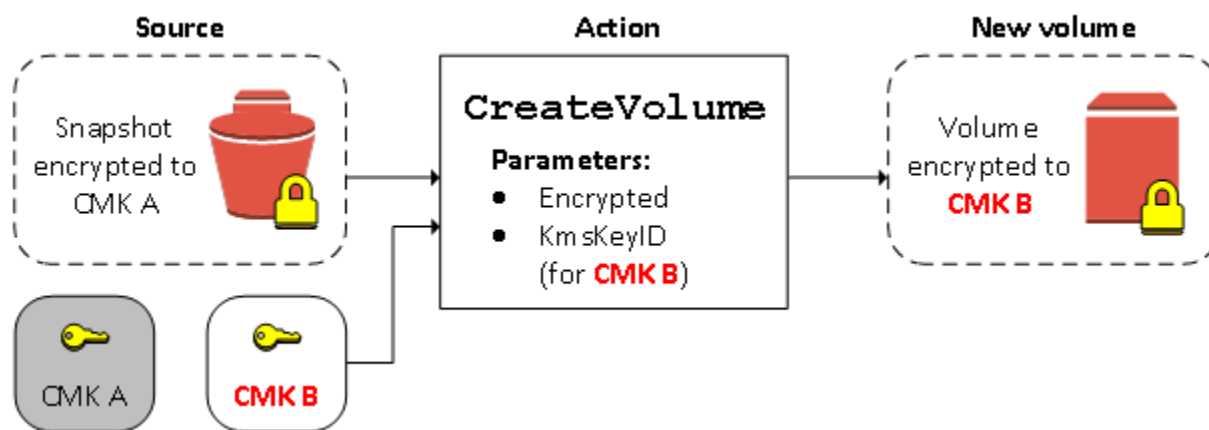 Source
Snapshot
encrypted to
CMK A
CMK A
CMK B
Action
CreateVolume
Parameters:
• Encrypted
• KmsKeyID
(for CMK B)
New volume
Volume
encrypted to
CMK B